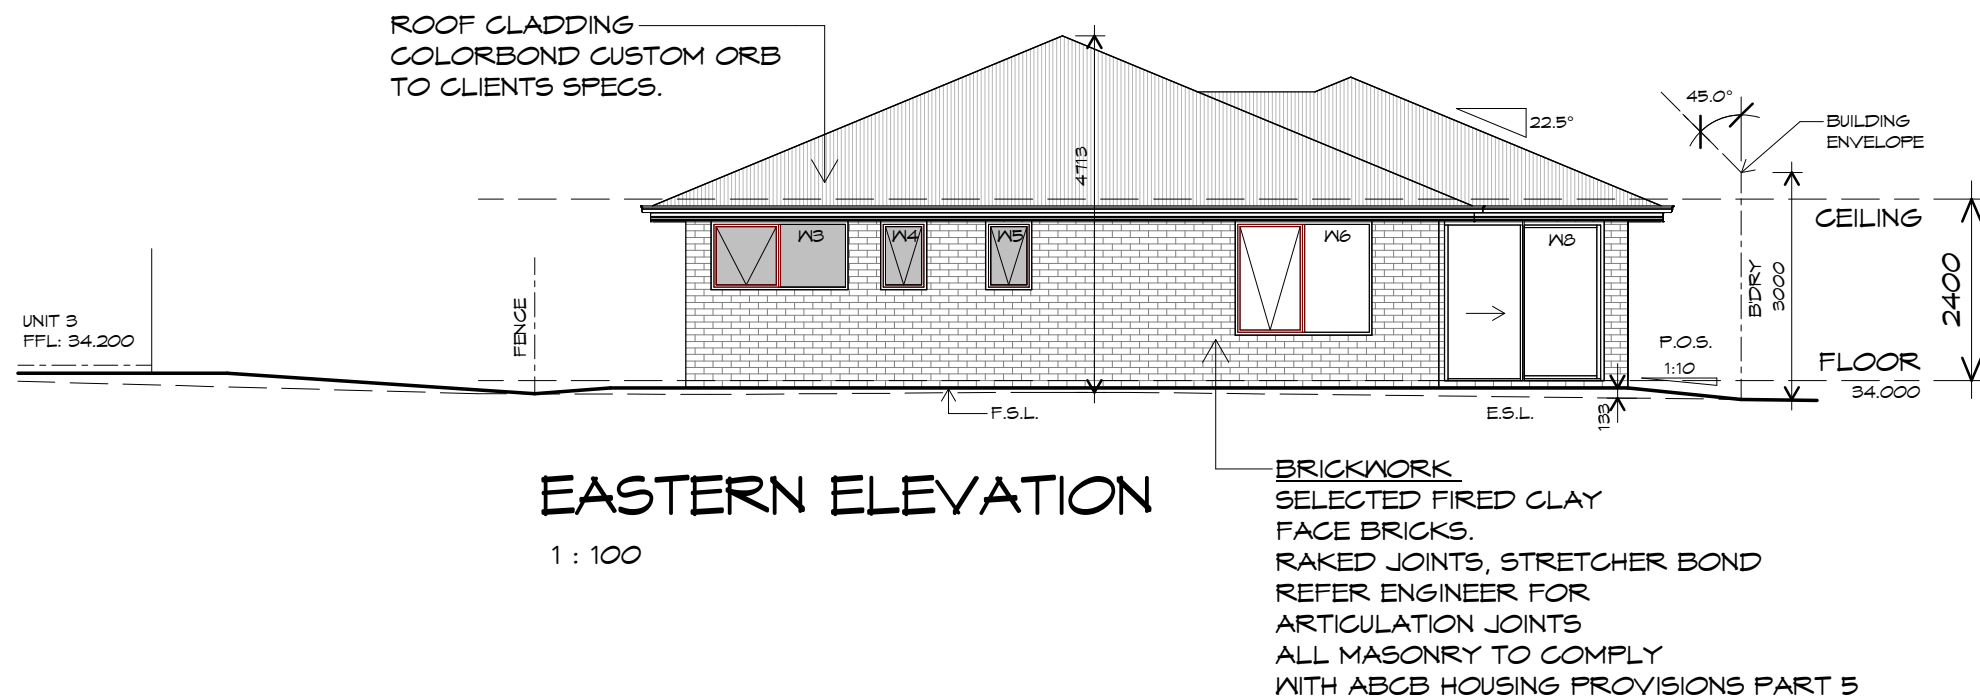 ROOF CLADDING
COLORBOND CUSTOM ORB
TO CLIENTS SPECS.
45.0°
22.5°
BUILDING
ENVELOPE
4713
CEILING
W3
W4
W5
W6
W8
B'DRY
3000
2400
UNIT 3
FFL: 34.200
FENCE
P.O.S.
1:10
FLOOR
34.000
F.S.L.
E.S.L.
133
EASTERN ELEVATION
1 : 100
BRICKWORK
SELECTED FIRED CLAY
FACE BRICKS.
RAKED JOINTS, STRETCHER BOND
REFER ENGINEER FOR
ARTICULATION JOINTS
ALL MASONRY TO COMPLY
WITH ABCB HOUSING PROVISIONS PART 5